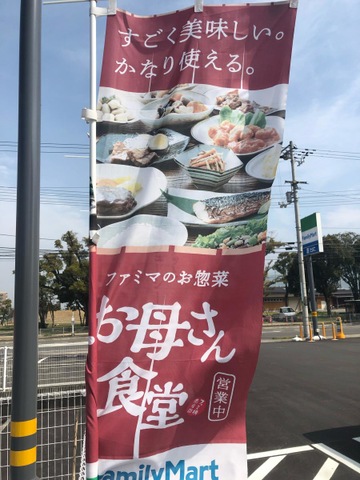 すごく美味しい。
かなり使える。
ファミマのお惣菜
お母さん
食堂
営業中
FamilyMart